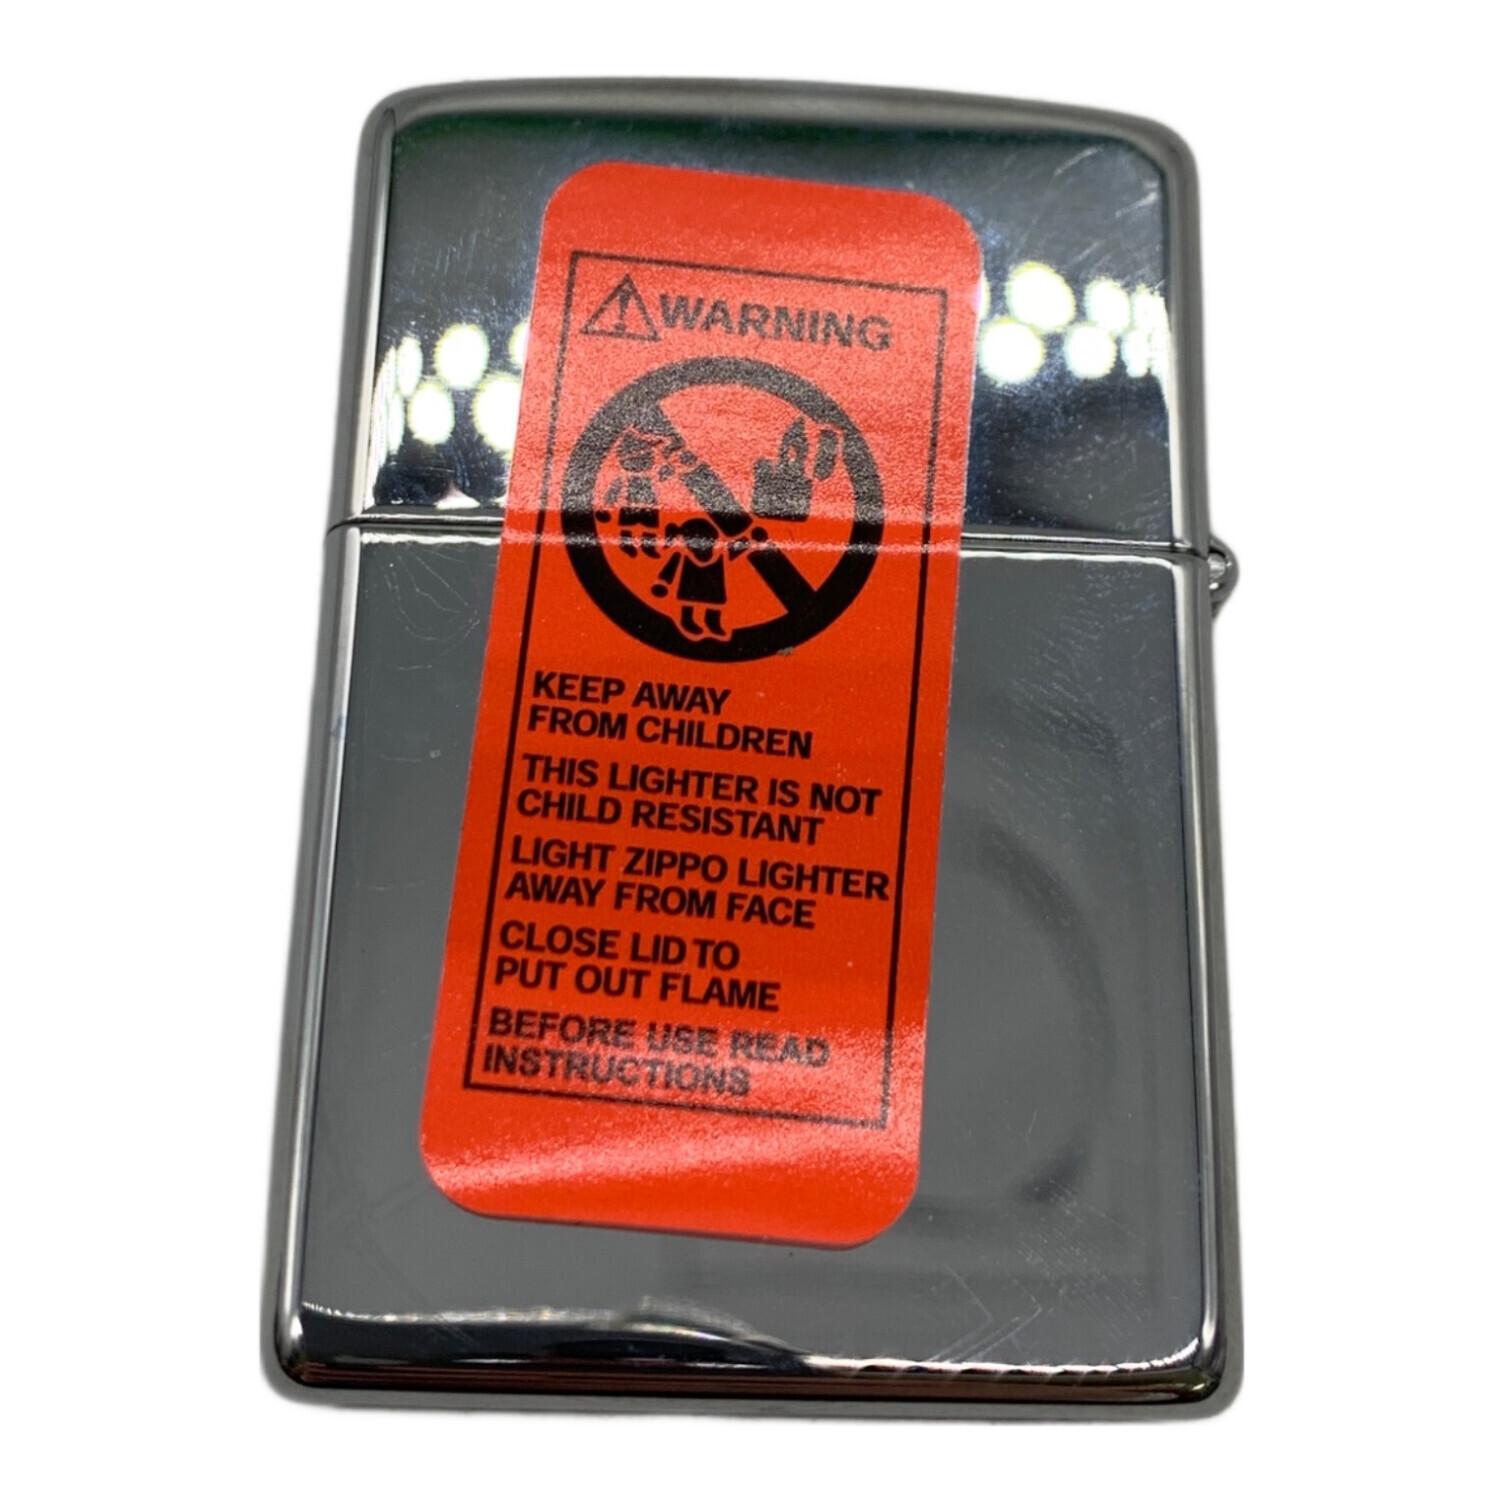 WARNING
KEEP AWAY
FROM CHILDREN
THIS LIGHTER IS NOT
CHILD RESISTANT
LIGHT ZIPPO LIGHTER
AWAY FROM FACE
CLOSE LID TO
PUT OUT FLAME
BEFORE USE READ
INSTRUCTIONS